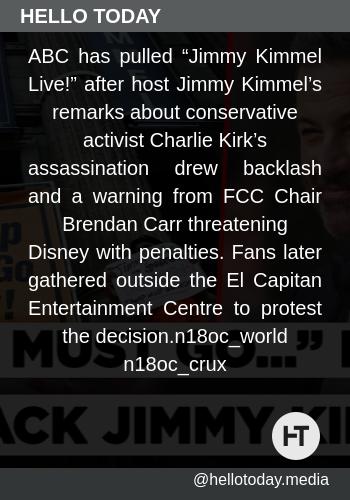 HELLO TODAY
ABC has pulled “Jimmy Kimmel
Live!” after host Jimmy Kimmel’s
remarks about conservative
activist Charlie Kirk’s
assassination drew backlash
and a warning from FCC Chair
Brendan Carr threatening
Disney with penalties. Fans later
gathered outside the El Capitan
Entertainment Centre to protest
the decision.n18oc_world
n18oc_crux
MUST GO...”
ACK JIMMY KI
HT
@hellotoday.media